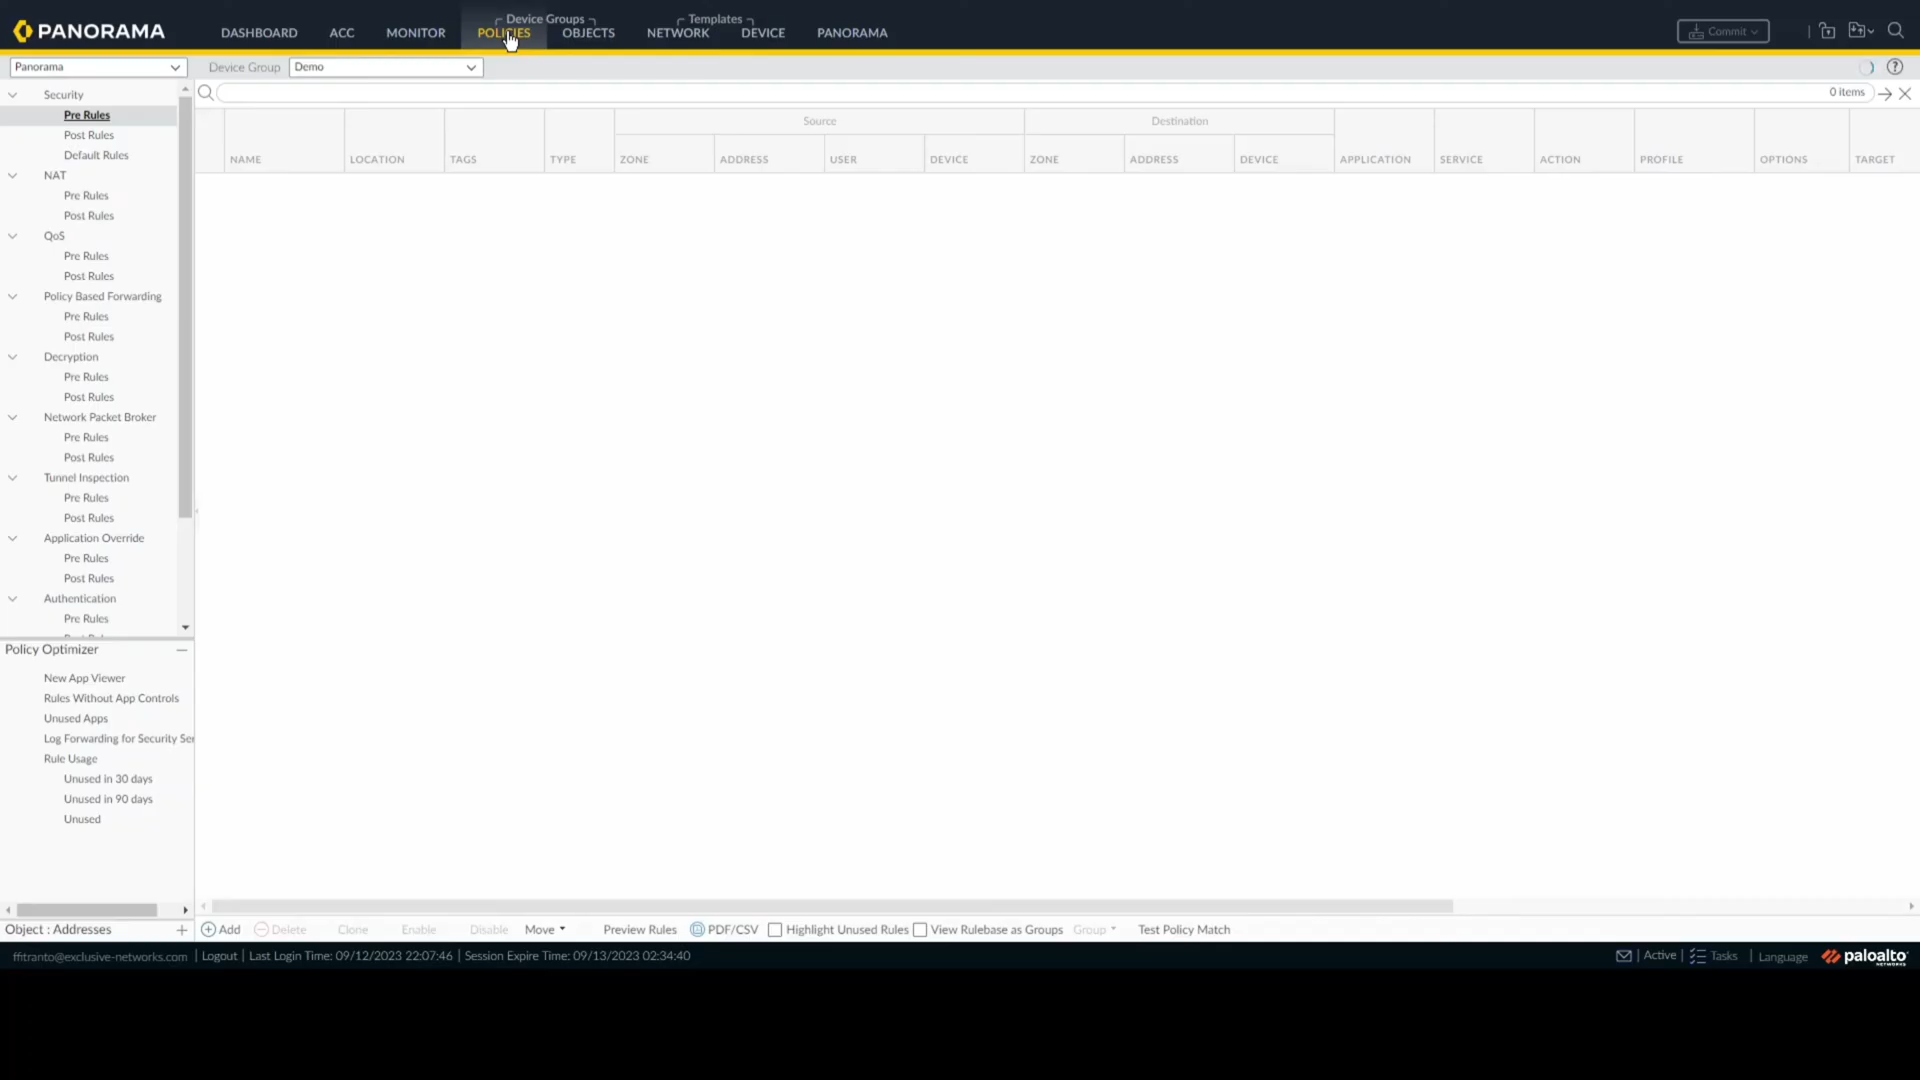 PANORAMA
DASHBOARD
ACC
MONITOR
Device Groups
POLICIES
OBJECTS
Templates
NETWORK
DEVICE
PANORAMA
Commit
Panorama
Device Group
Demo
0 items
Security
Pre Rules
Post Rules
Default Rules
NAT
Pre Rules
Post Rules
QoS
Pre Rules
Post Rules
Policy Based Forwarding
Pre Rules
Post Rules
Decryption
Pre Rules
Post Rules
Network Packet Broker
Pre Rules
Post Rules
Tunnel Inspection
Pre Rules
Post Rules
Application Override
Pre Rules
Post Rules
Authentication
Pre Rules
Policy Optimizer
New App Viewer
Rules Without App Controls
Unused Apps
Log Forwarding for Security Ser
Rule Usage
Unused in 30 days
Unused in 90 days
Unused
Object : Addresses
Source
Destination
NAME
LOCATION
TAGS
TYPE
ZONE
ADDRESS
USER
DEVICE
ZONE
ADDRESS
DEVICE
APPLICATION
SERVICE
ACTION
PROFILE
OPTIONS
TARGET
Add
Delete
Clone
Enable
Disable
Move
Preview Rules
PDF/CSV
Highlight Unused Rules
View Rulebase as Groups
Group
Test Policy Match
ffitranto@exclusive-networks.com | Logout | Last Login Time: 09/12/2023 22:07:46 | Session Expire Time: 09/13/2023 02:34:40
Active | Tasks | Language
paloalto
NETWORKS